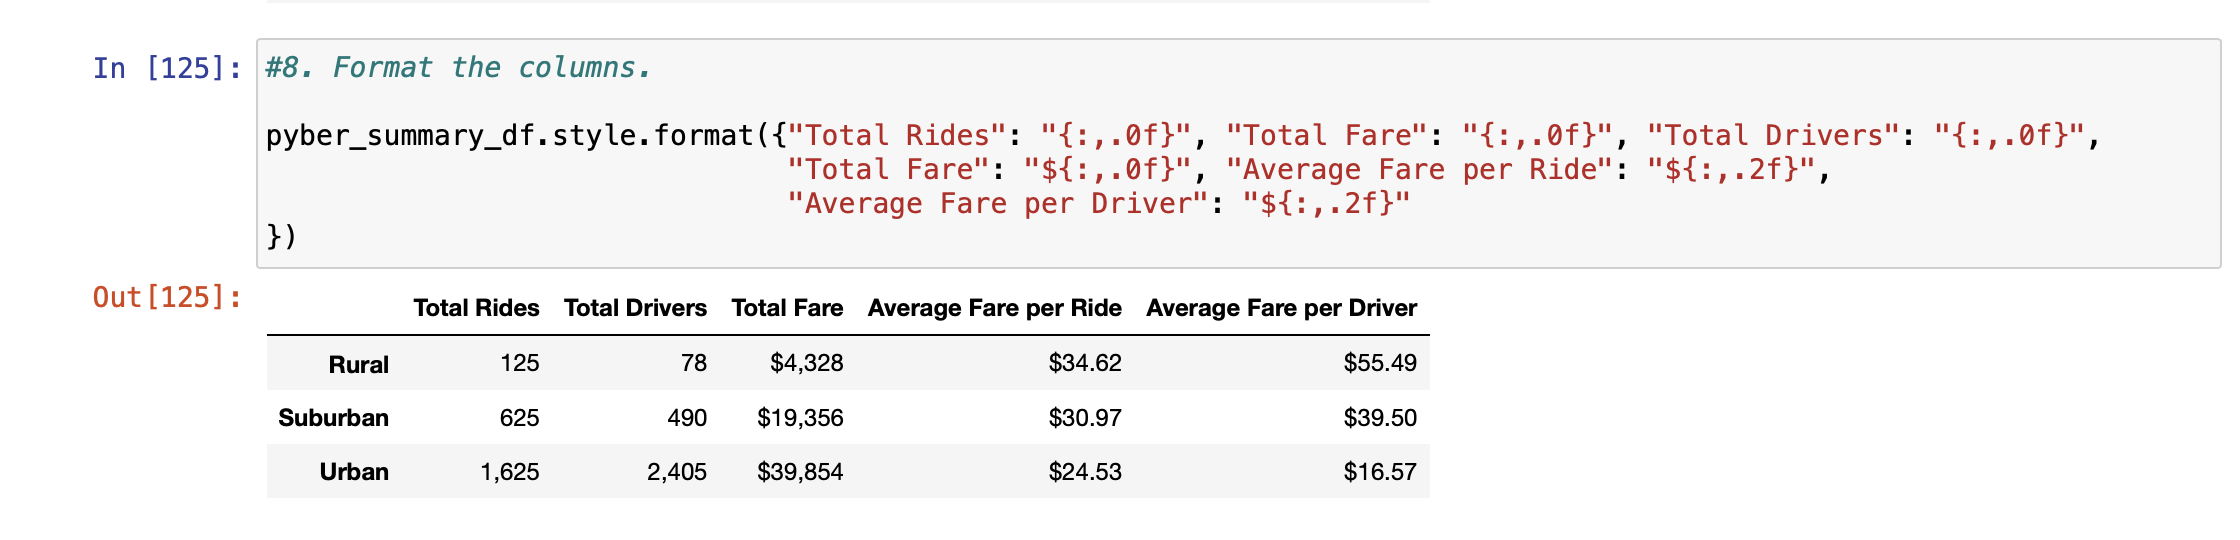 In [125]: #8. Format the columns.
pyber_summary_df.style.format({"Total Rides": "{:,.0f}", "Total Fare": "{:,.0f}", "Total Drivers": "{:,.0f}",
"Total Fare": "${:,.0f}", "Average Fare per Ride": "${:,.2f}",
"Average Fare per Driver": "${:,.2f}"
})
Out[125]:
Total Rides Total Drivers Total Fare Average Fare per Ride Average Fare per Driver
Rural 125 78 $4,328 $34.62 $55.49
Suburban 625 490 $19,356 $30.97 $39.50
Urban 1,625 2,405 $39,854 $24.53 $16.57